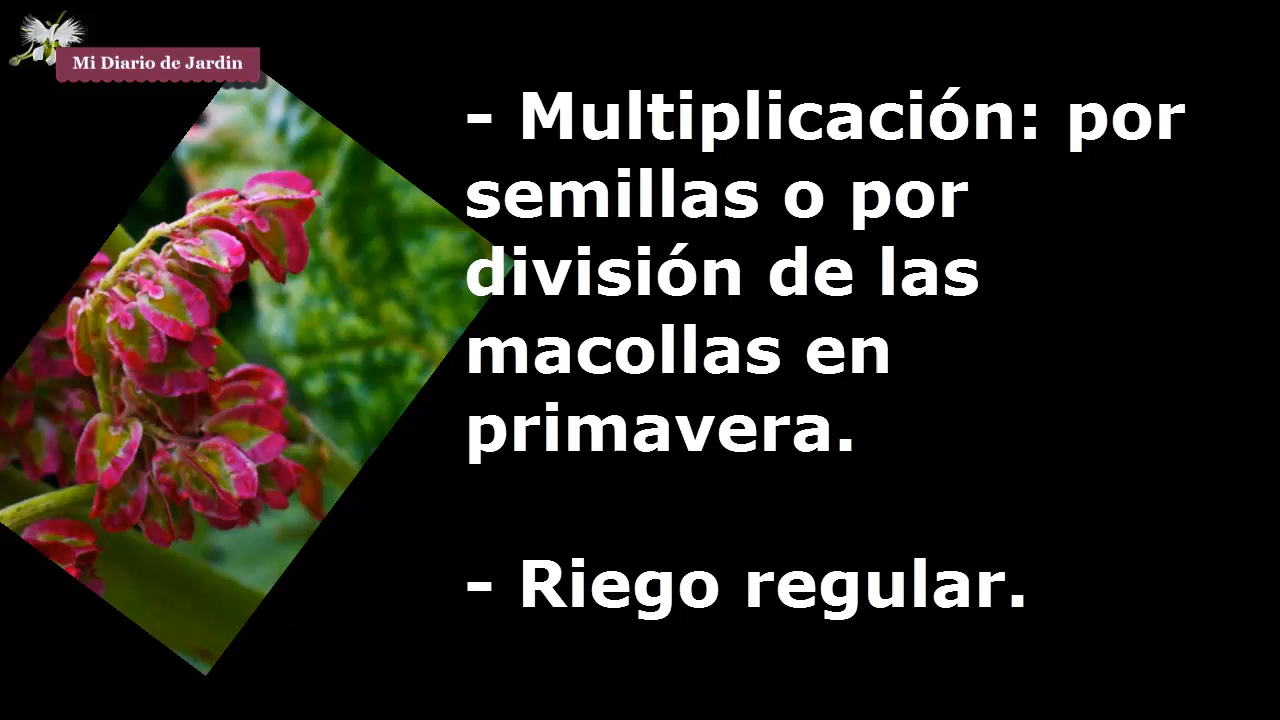 Mi Diario de Jardin
- Multiplicación: por
semillas o por
división de las
macollas en
primavera.
- Riego regular.